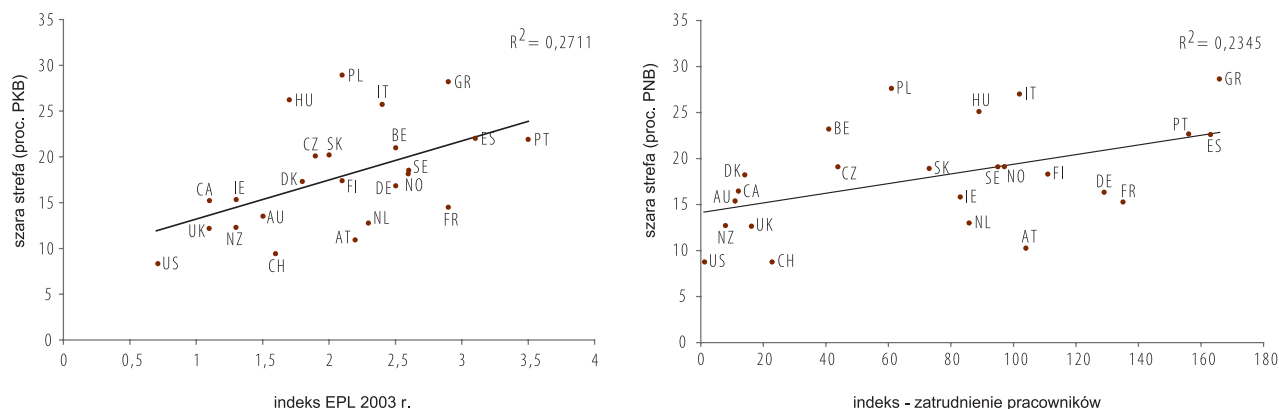 szara strefa (proc. PKB)
35
30
25
20
15
10
5
0
R² = 0,2711
PL
GR
IT
HU
BE
ES
PT
CZ
SK
SE
DK
FI
NO
DE
CA
IE
AU
NL
FR
UK
NZ
AT
CH
US
0
1
1,5
2
2,5
3
3,5
4
indeks EPL 2003 r.
szara strefa (proc. PNB)
35
30
25
20
15
10
5
0
R² = 0,2345
GR
PL
IT
HU
BE
PT
ES
CZ
SK
SE
NO
FI
DK
DE
FR
CA
AU
IE
NL
NZ
UK
AT
US
CH
0
20
40
60
80
100
120
140
160
180
indeks - zatrudnienie pracowników